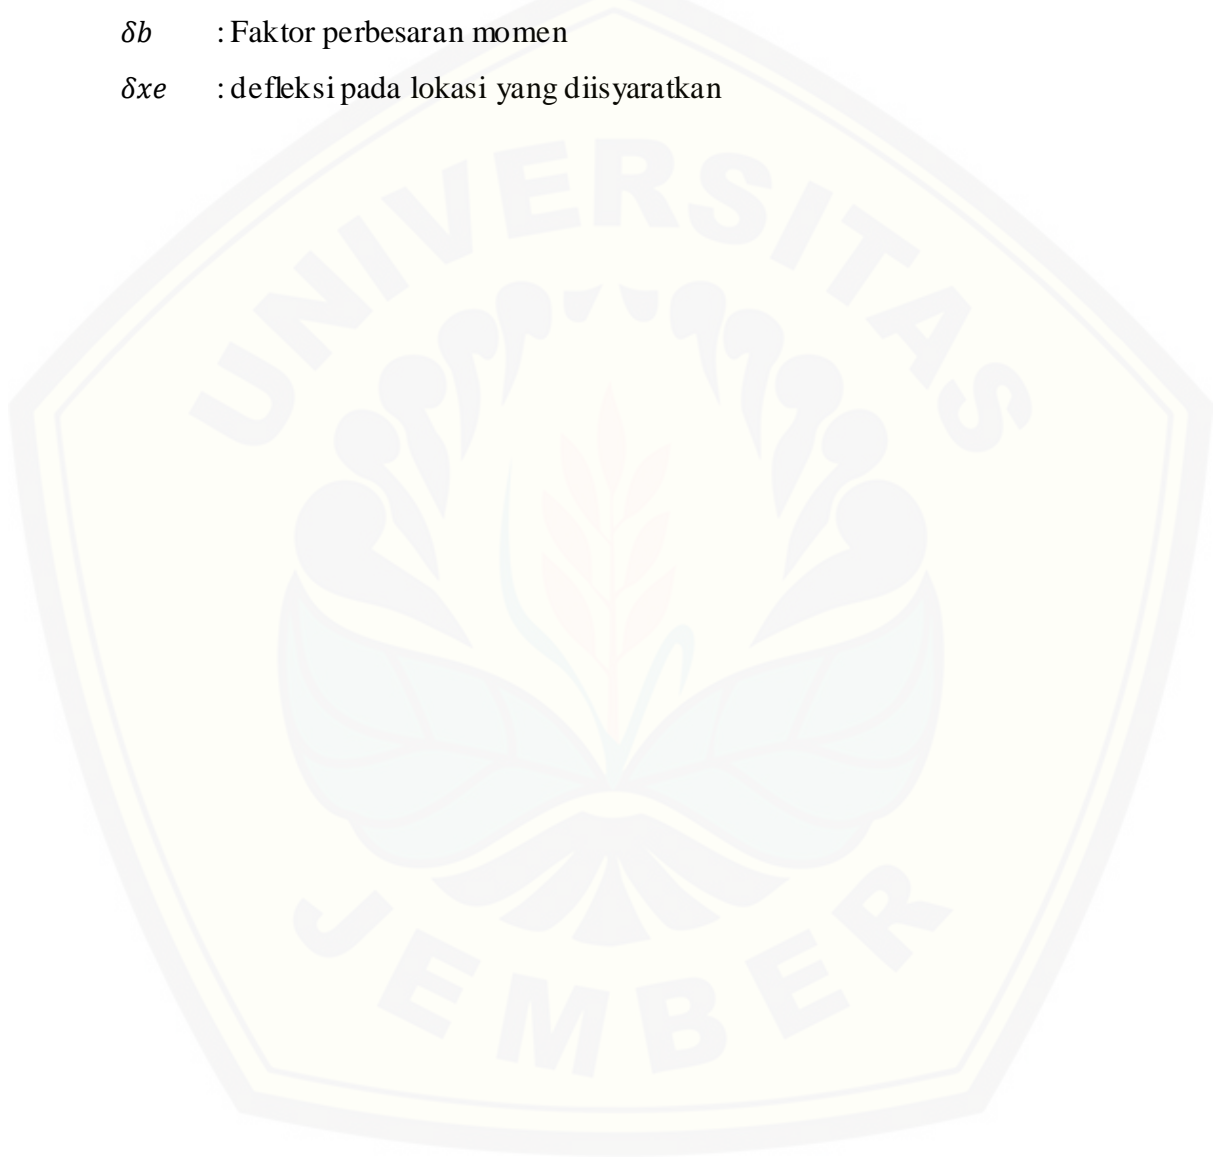 𝛿𝑏 : Faktor perbesaran momen
𝛿𝑥𝑒 : defleksi pada lokasi yang diisyaratkan
UNIVERSITAS
JEMBER